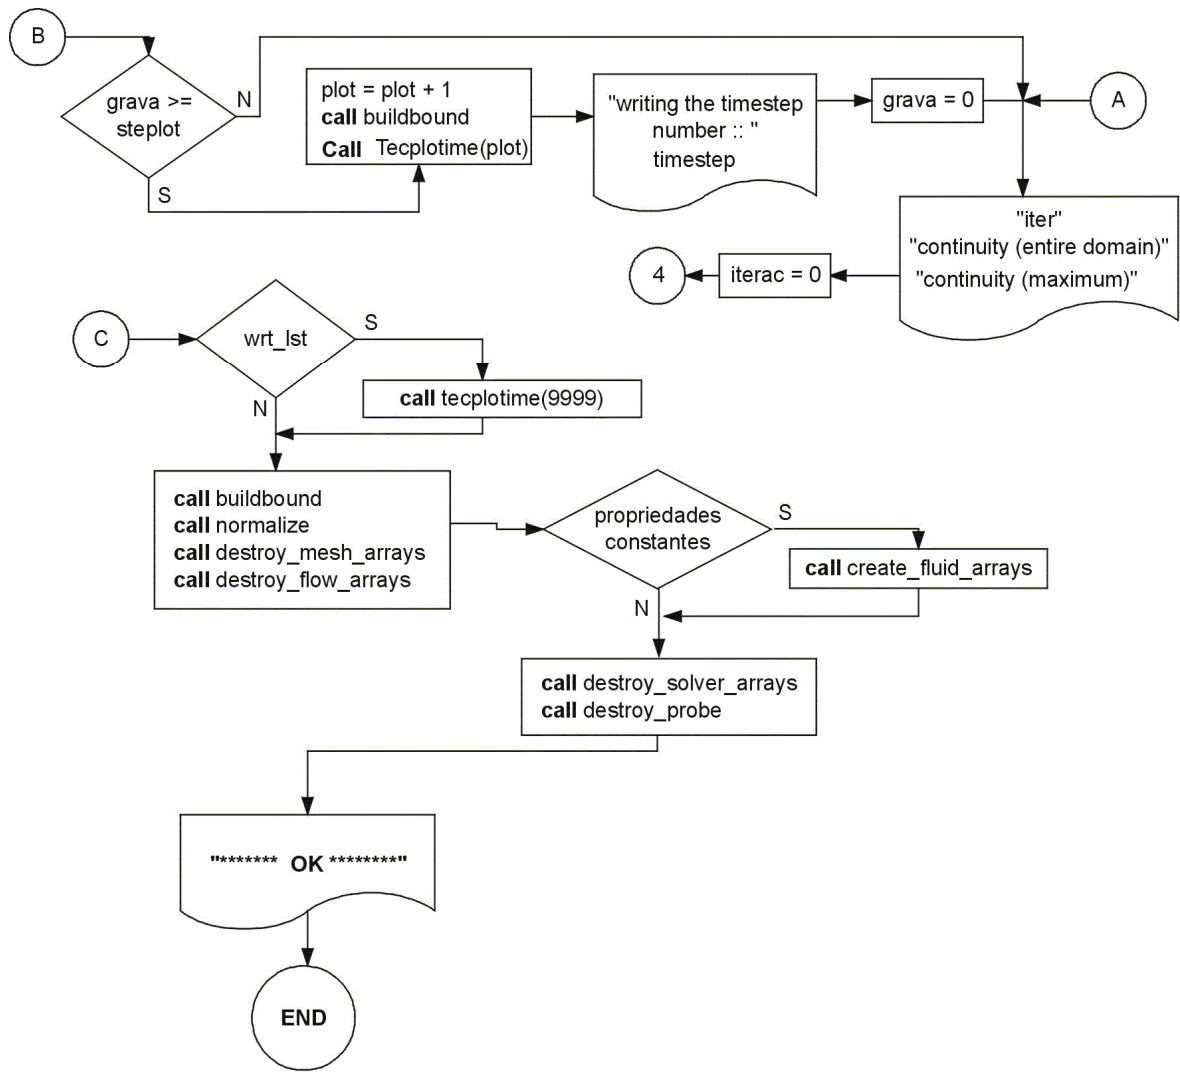 B
grava >=
steplot
N
S
plot = plot + 1
call buildbound
Call Tecplotime(plot)
"writing the timestep
number :: "
timestep
grava = 0
A
"iter"
"continuity (entire domain)"
"continuity (maximum)"
iterac = 0
4
C
wrt_lst
S
N
call tecplotime(9999)
call buildbound
call normalize
call destroy_mesh_arrays
call destroy_flow_arrays
propriedades
constantes
S
N
call create_fluid_arrays
call destroy_solver_arrays
call destroy_probe
"******* OK ********"
END